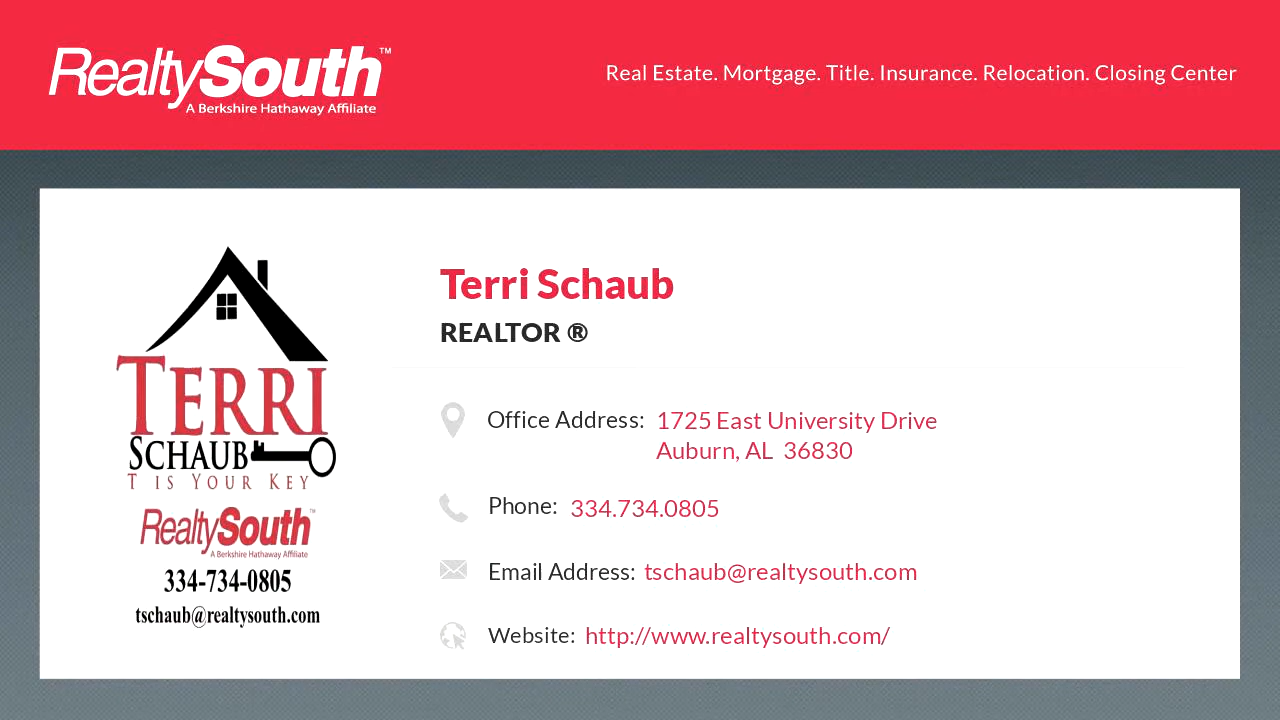 RealtySouth™
A Berkshire Hathaway Affiliate
Real Estate. Mortgage. Title. Insurance. Relocation. Closing Center
TERRI
SCHAUB
T IS YOUR KEY
RealtySouth™
A Berkshire Hathaway Affiliate
334-734-0805
tschaub@realtysouth.com
Terri Schaub
REALTOR ®
Office Address: 1725 East University Drive
Auburn, AL 36830
Phone: 334.734.0805
Email Address: tschaub@realtysouth.com
Website: http://www.realtysouth.com/